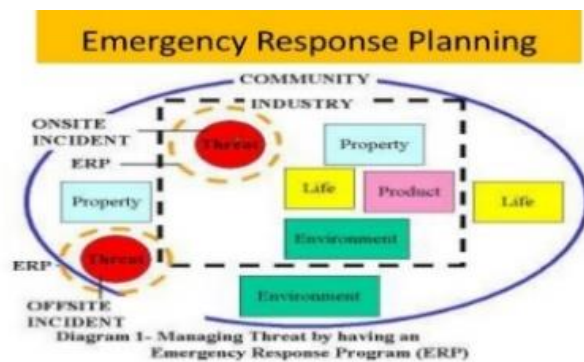 Emergency Response Planning
COMMUNITY
INDUSTRY
ONSITE
INCIDENT
Threat
ERP
Property
Life
Product
Property
Life
Environment
ERP
Threat
OFFSITE
INCIDENT
Environment
Diagram 1- Managing Threat by having an
Emergency Response Program (ERP)